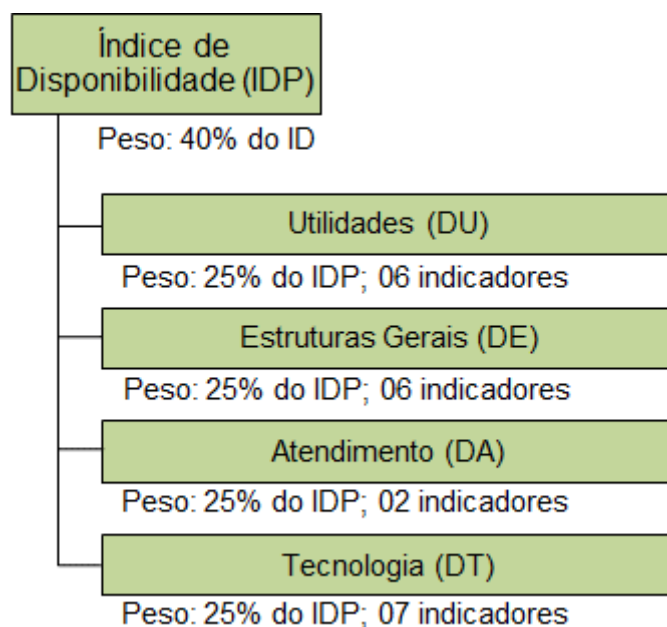 Índice de
Disponibilidade (IDP)
Peso: 40% do ID
Utilidades (DU)
Peso: 25% do IDP; 06 indicadores
Estruturas Gerais (DE)
Peso: 25% do IDP; 06 indicadores
Atendimento (DA)
Peso: 25% do IDP; 02 indicadores
Tecnologia (DT)
Peso: 25% do IDP; 07 indicadores